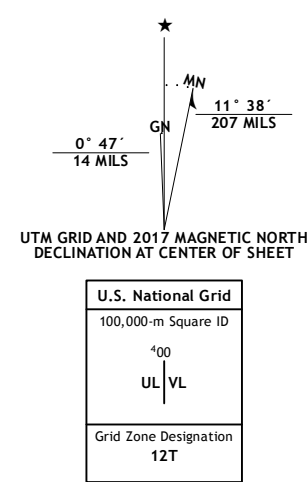 ★
MN
11° 38´
207 MILS
GN
0° 47´
14 MILS
UTM GRID AND 2017 MAGNETIC NORTH
DECLINATION AT CENTER OF SHEET
U.S. National Grid
100,000-m Square ID
⁴00
UL VL
Grid Zone Designation
12T